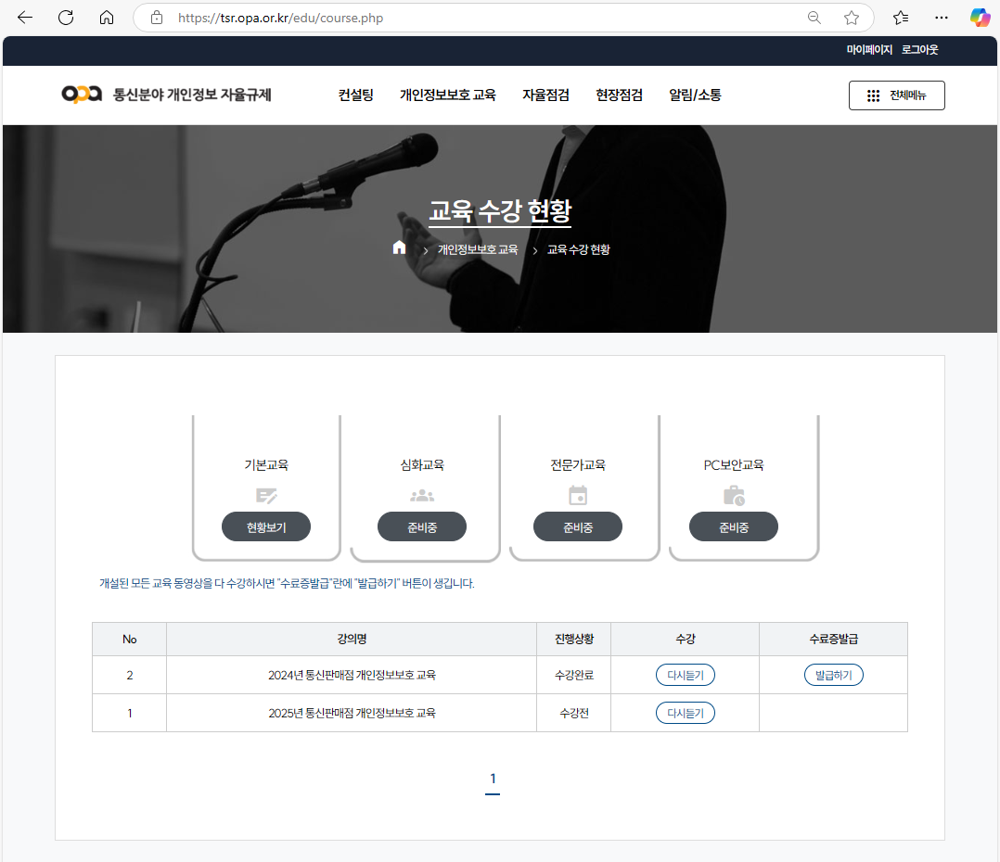 https://tsr.opa.or.kr/edu/course.php
마이페이지 로그아웃
opa 통신분야 개인정보 자율규제 컨설팅 개인정보보호 교육 자율점검 현장점검 알림/소통 전체메뉴
교육 수강 현황
개인정보보호 교육 > 교육 수강 현황
기본교육 심화교육 전문가교육 PC보안교육
현황보기 준비중 준비중 준비중
개설된 모든 교육 동영상을 다 수강하시면 "수료증발급"란에 "발급하기" 버튼이 생깁니다.
No 강의명 진행상황 수강 수료증발급
2 2024년 통신판매점 개인정보보호 교육 수강완료 다시듣기 발급하기
1 2025년 통신판매점 개인정보보호 교육 수강전 다시듣기
1